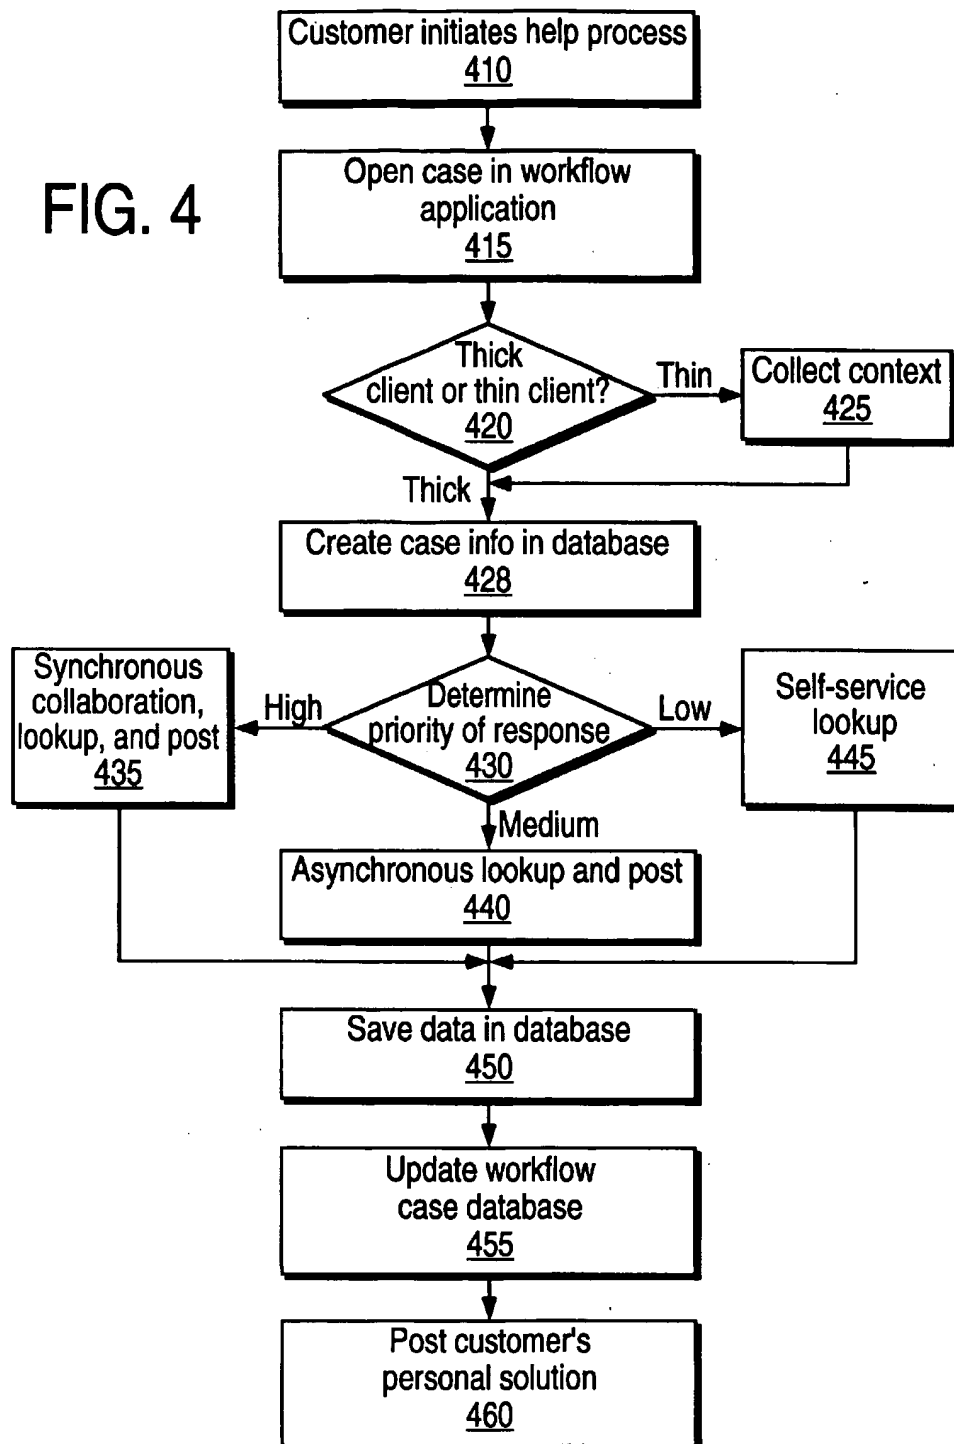 Customer initiates help process
410
FIG. 4
Open case in workflow
application
415
Thick
client or thin client?
420
Thin
Collect context
425
Thick
Create case info in database
428
Synchronous
collaboration,
lookup, and post
435
High
Determine
priority of response
430
Low
Self-service
lookup
445
Medium
Asynchronous lookup and post
440
Save data in database
450
Update workflow
case database
455
Post customer's
personal solution
460